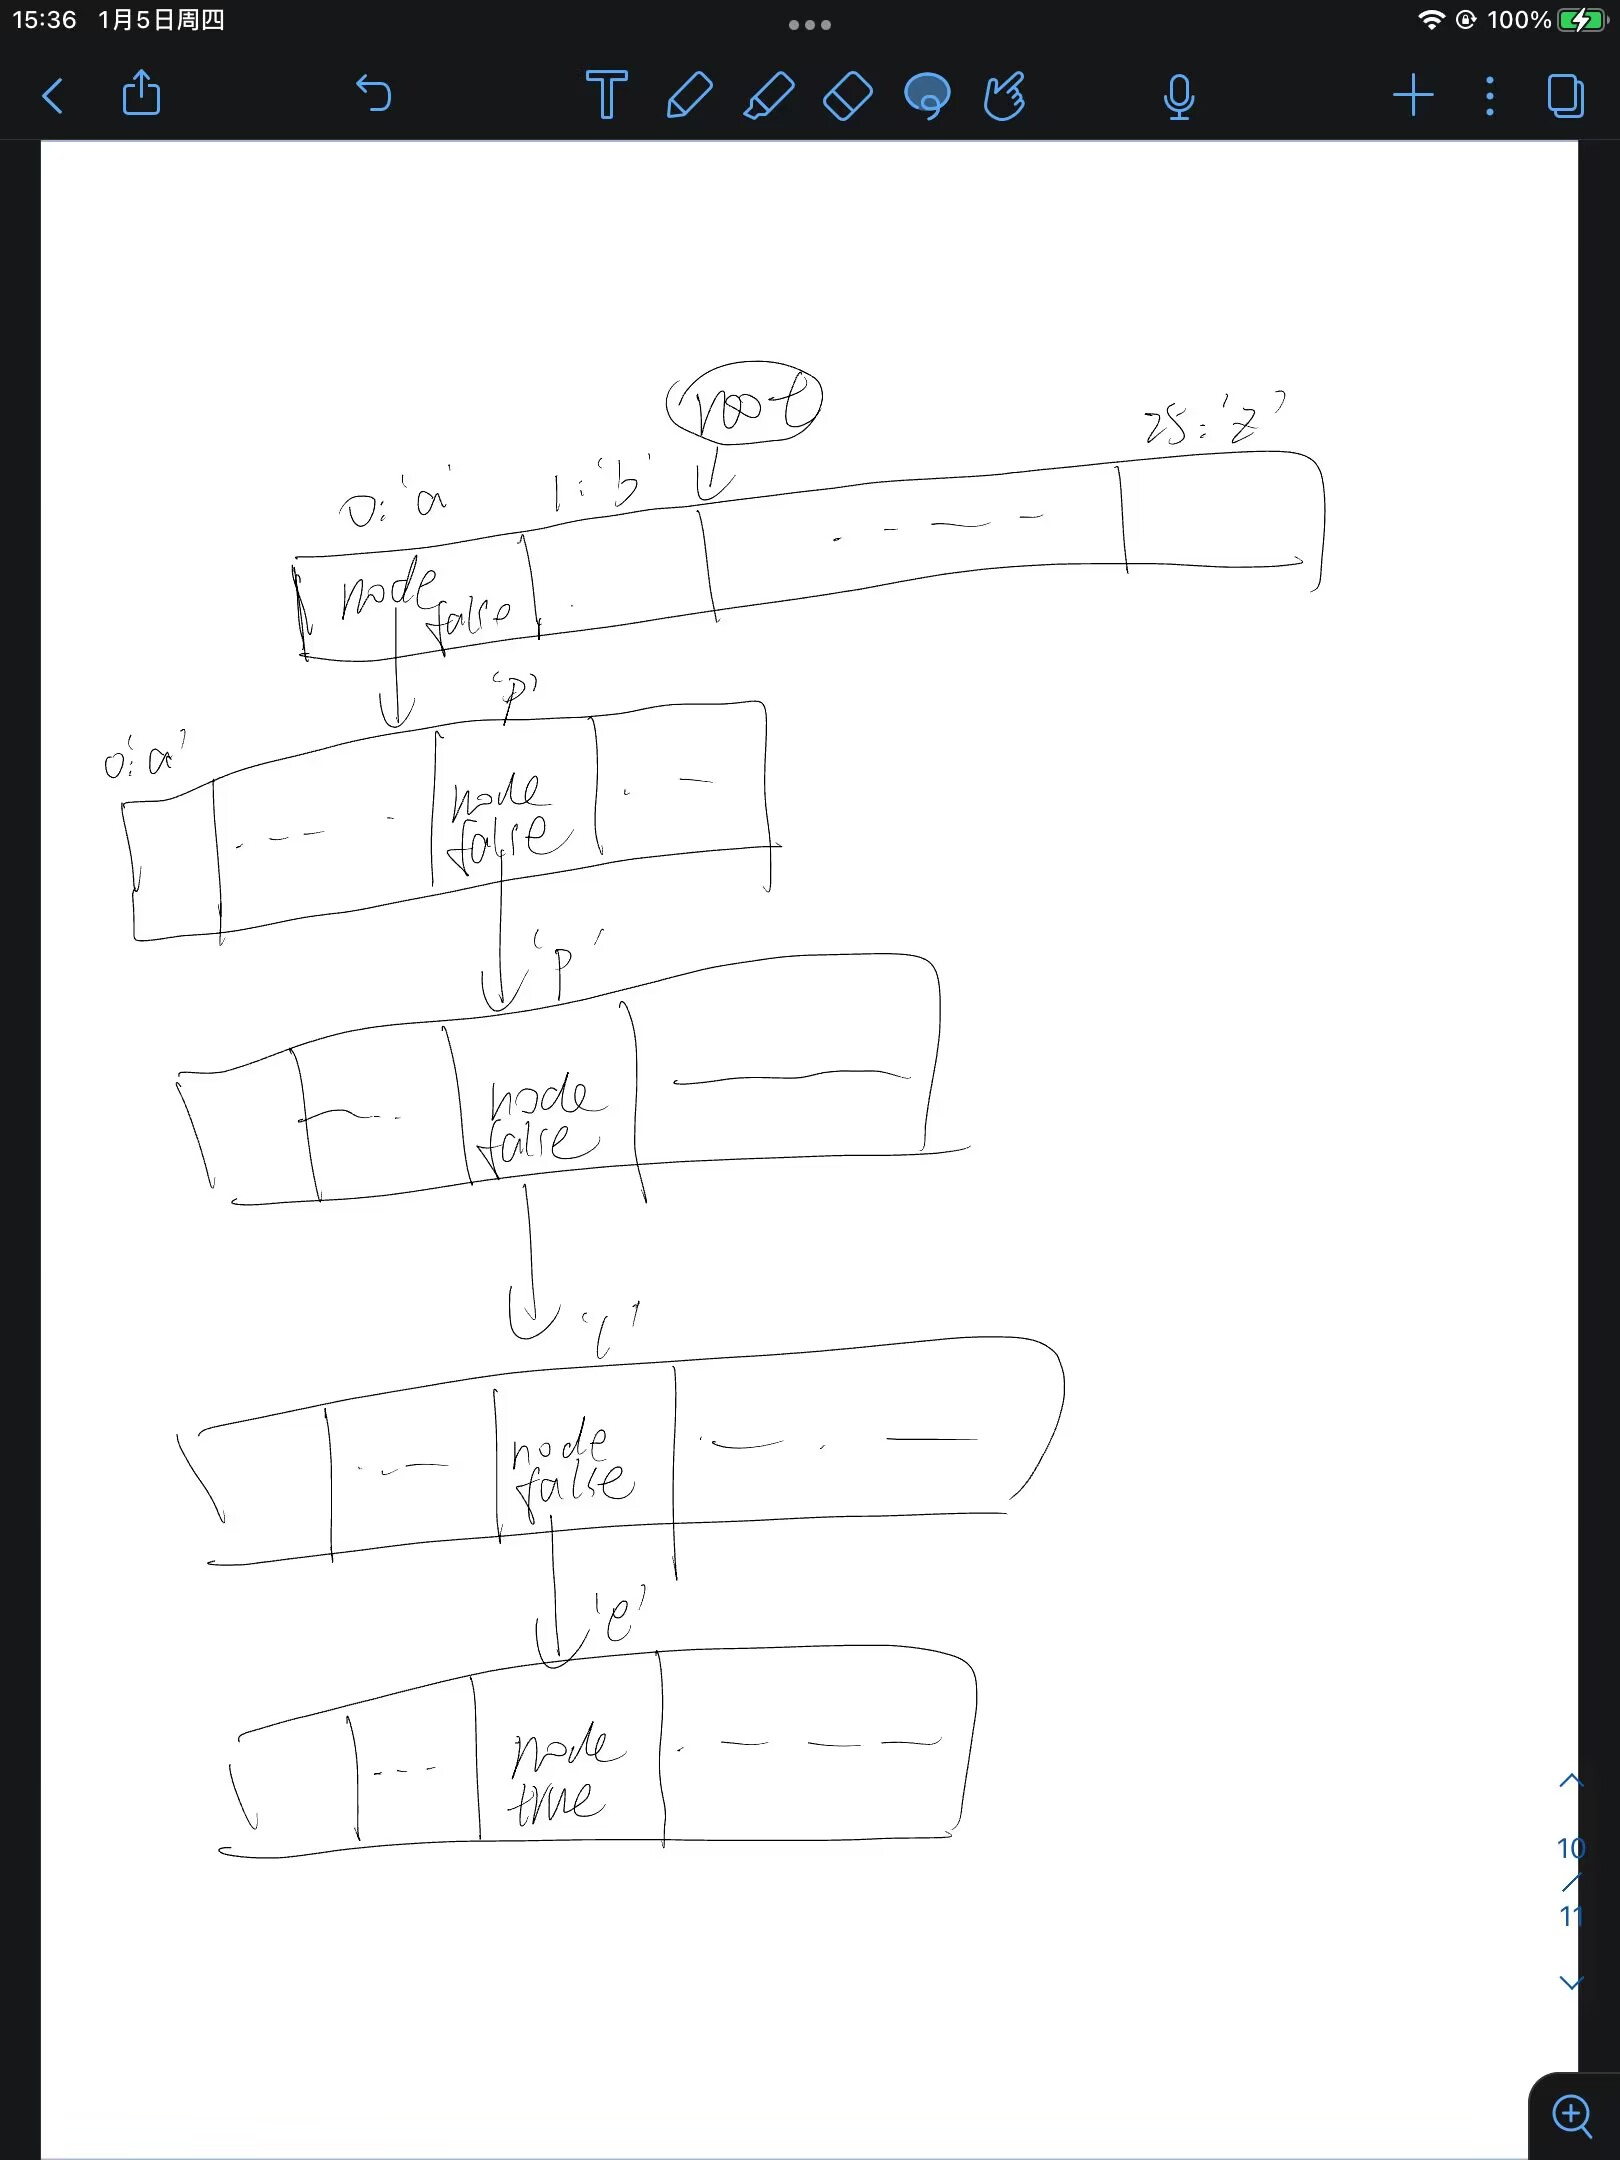 15:36 1月5日周四
100%
T
root
0: 'a' 1: 'b' 25: 'z'
node
false
'p'
0: 'a'
node
false
'p'
node
false
'l'
node
false
'e'
node
true
10
/
11